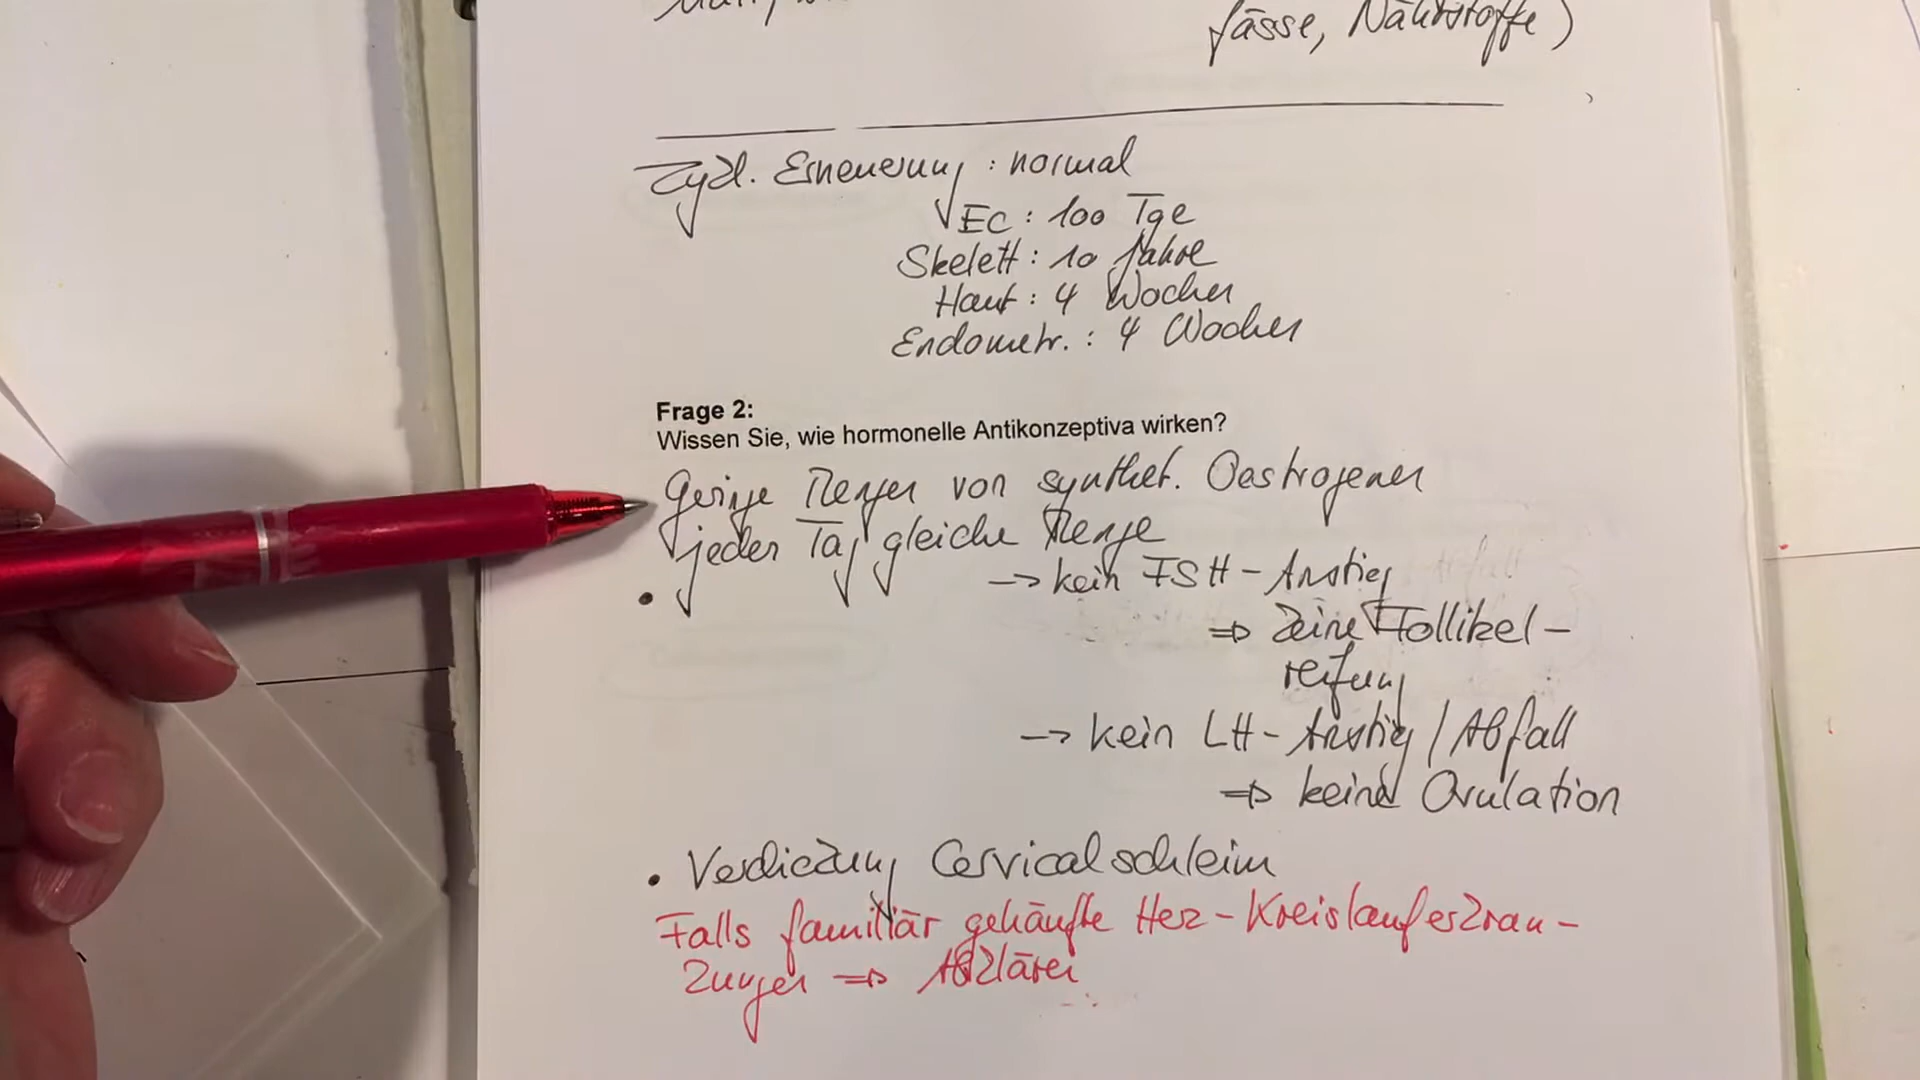 fässe, Nährstoffe)
Zykl. Erneuerung : normal
EC : 100 Tge
Skelett : 10 Jahre
Haut : 4 Wochen
Endometr. : 4 Wochen
Frage 2:
Wissen Sie, wie hormonelle Antikonzeptiva wirken?
Geringe Mengen von synthet. Oestrogenen
jeden Tag gleiche Menge
• → kein FSH-Anstieg
⇒ keine Follikel-
reifung
→ kein LH-Anstieg / Abfall
⇒ keine Ovulation
• Verdickung Cervicalschleim
Falls familiär gehäufte Herz-Kreislauferkran-
kungen ⇒ Abklären